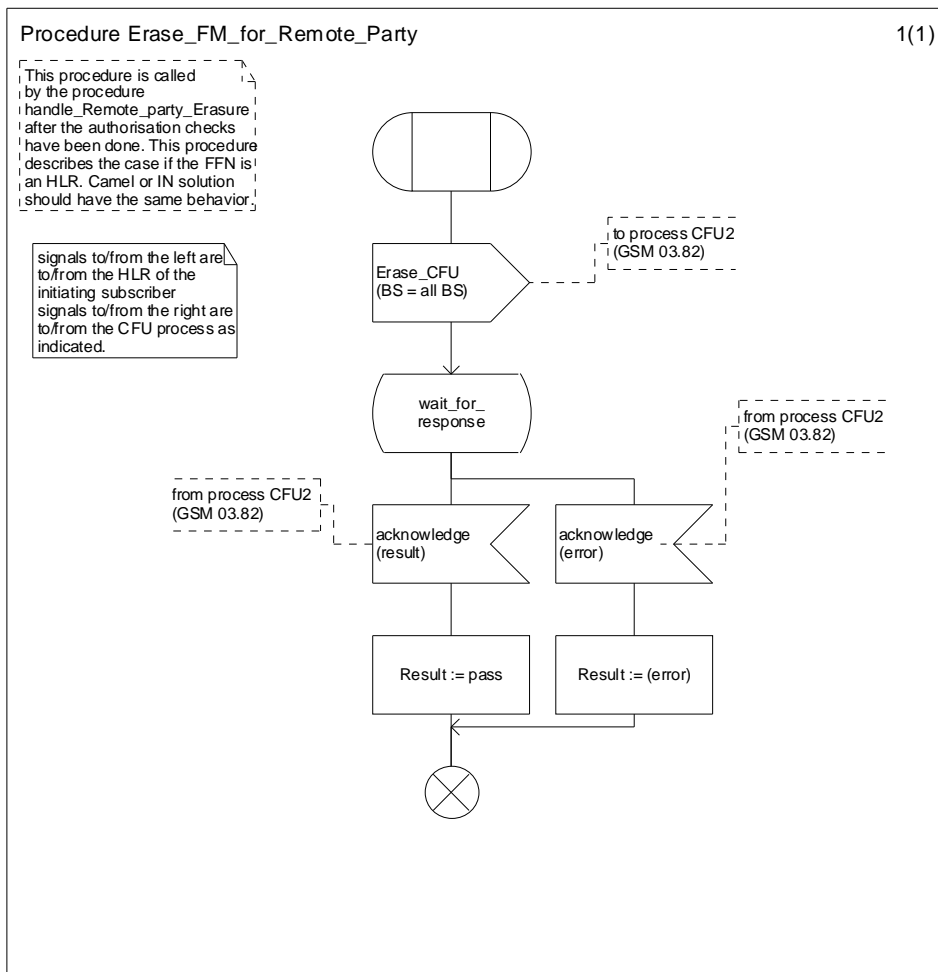 Procedure Erase_FM_for_Remote_Party
1(1)
This procedure is called
by the procedure
handle_Remote_party_Erasure
after the authorisation checks
have been done. This procedure
describes the case if the FFN is
an HLR. Camel or IN solution
should have the same behavior.
signals to/from the left are
to/from the HLR of the
initiating subscriber
signals to/from the right are
to/from the CFU process as
indicated.
Erase_CFU
(BS = all BS)
to process CFU2
(GSM 03.82)
wait_for_
response
from process CFU2
(GSM 03.82)
from process CFU2
(GSM 03.82)
acknowledge
(result)
acknowledge
(error)
Result := pass
Result := (error)